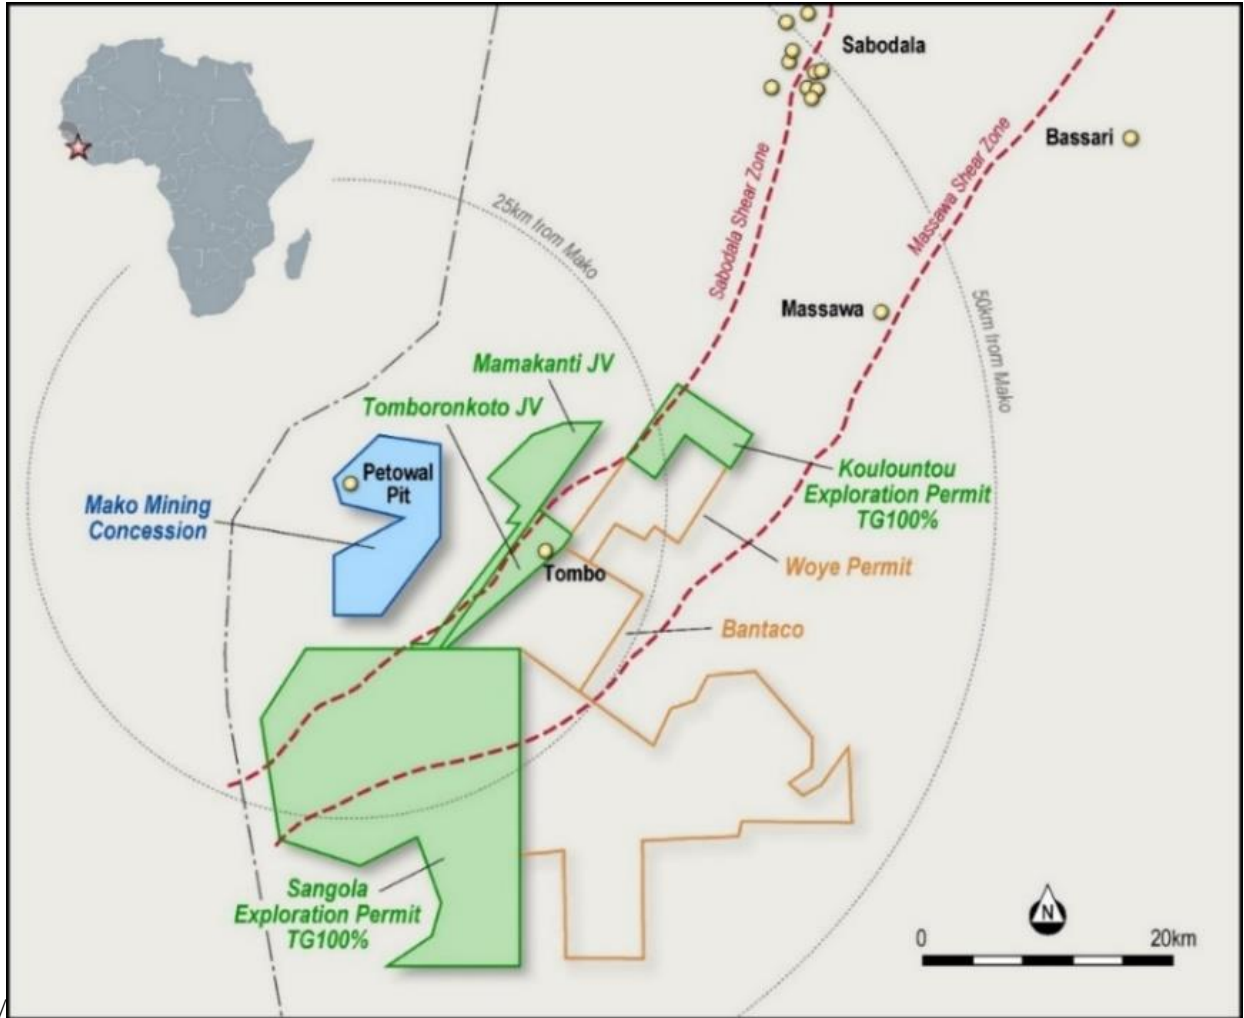 Sabodala
Bassari
Sabodala Shear Zone
Massawa Shear Zone
25km from Mako
50km from Mako
Massawa
Mamakanti JV
Tomboronkoto JV
Petowal
Pit
Mako Mining
Concession
Koulountou
Exploration Permit
TG100%
Tombo
Woye Permit
Bantaco
Sangola
Exploration Permit
TG100%
N
0
20km